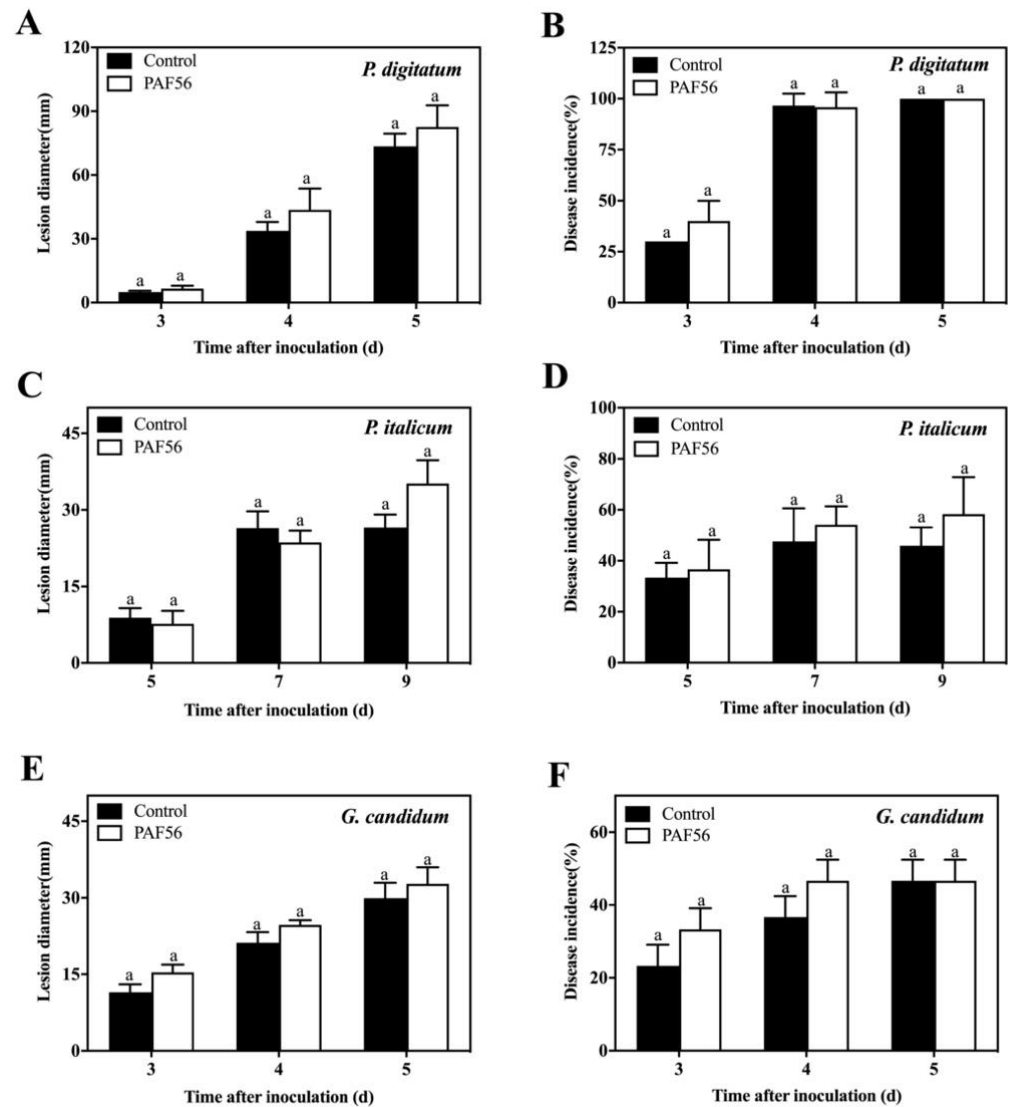 A
B
120
90
60
30
0
Lesion diameter(mm)
Control
PAF56
P. digitatum
a a a a a a
3 4 5
Time after inoculation (d)
125
100
75
50
25
0
Disease incidence(%)
Control
PAF56
P. digitatum
a a a a a a
3 4 5
Time after inoculation (d)
C
D
45
30
15
0
Lesion diameter(mm)
Control
PAF56
P. italicum
a a a a a a
5 7 9
Time after inoculation (d)
100
80
60
40
20
0
Disease incidence(%)
Control
PAF56
P. italicum
a a a a a a
5 7 9
Time after inoculation (d)
E
F
45
30
15
0
Lesion diameter(mm)
Control
PAF56
G. candidum
a a a a a a
3 4 5
Time after inoculation (d)
60
40
20
0
Disease incidence(%)
Control
PAF56
G. candidum
a a a a a a
3 4 5
Time after inoculation (d)